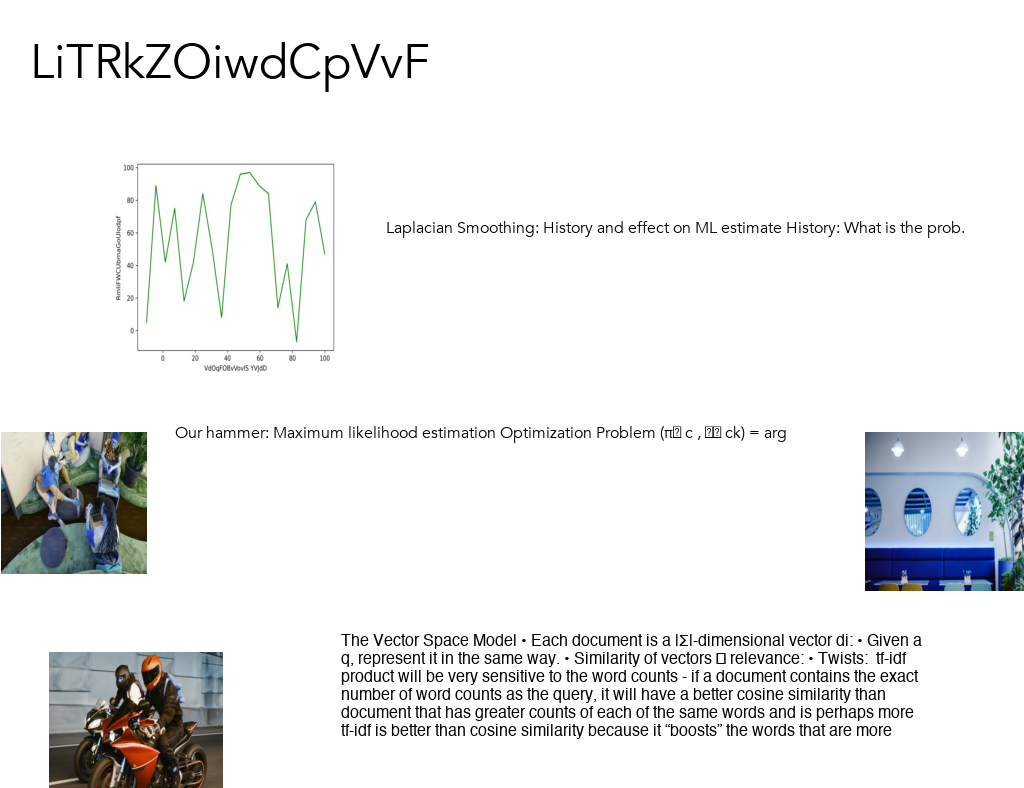 LiTRkZOiwdCpVvF
100
80
60
40
20
0
0 20 40 60 80 100
Laplacian Smoothing: History and effect on ML estimate History: What is the prob.
Our hammer: Maximum likelihood estimation Optimization Problem (π c , ck) = arg
The Vector Space Model • Each document is a |Σ|-dimensional vector di: • Given a
q, represent it in the same way. • Similarity of vectors relevance: • Twists: tf-idf
product will be very sensitive to the word counts - if a document contains the exact
number of word counts as the query, it will have a better cosine similarity than
document that has greater counts of each of the same words and is perhaps more
tf-idf is better than cosine similarity because it “boosts” the words that are more